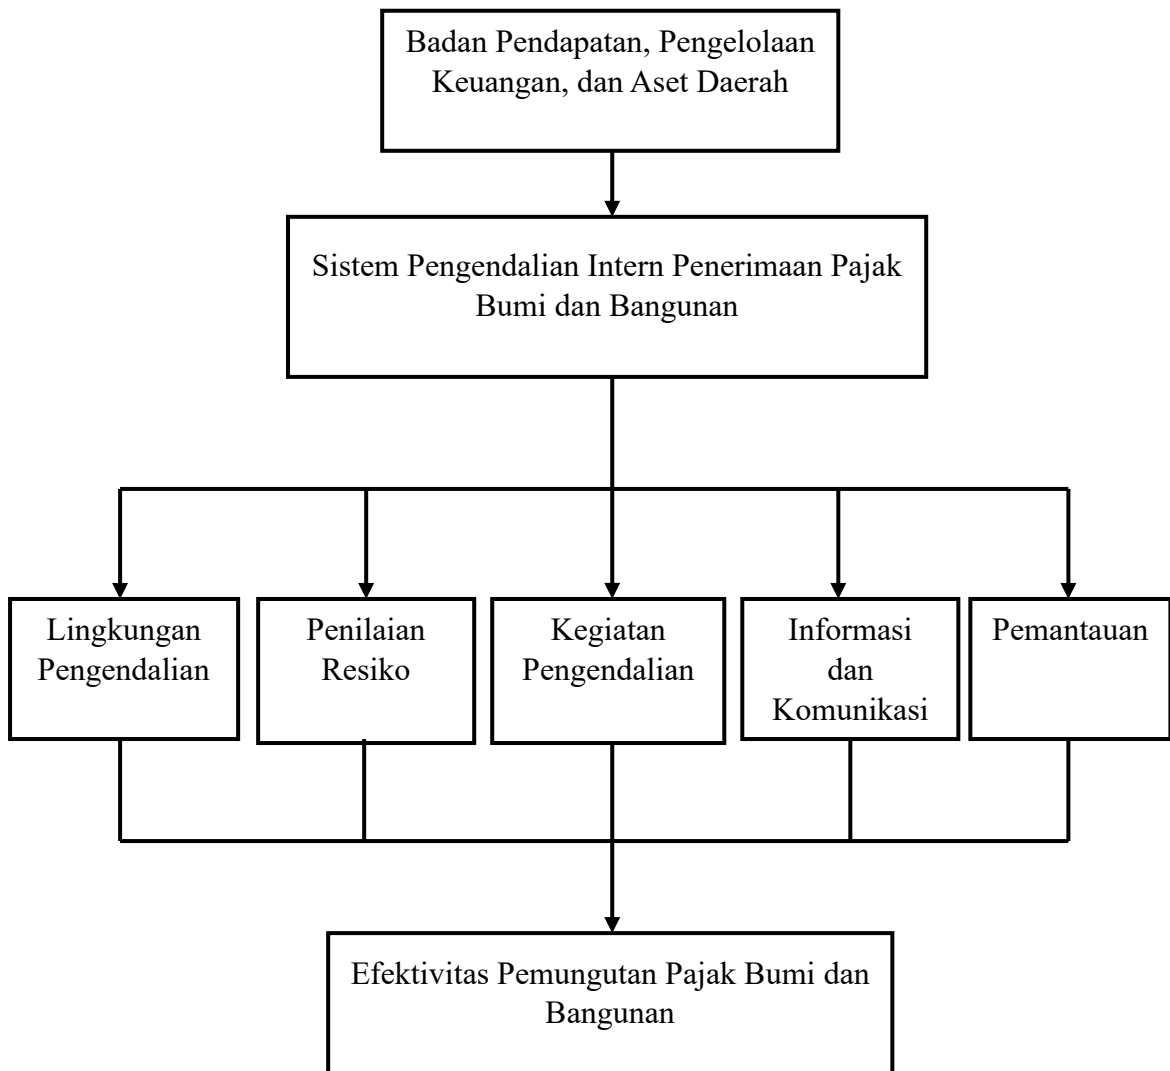 Badan Pendapatan, Pengelolaan
Keuangan, dan Aset Daerah
Sistem Pengendalian Intern Penerimaan Pajak
Bumi dan Bangunan
Lingkungan
Pengendalian
Penilaian
Resiko
Kegiatan
Pengendalian
Informasi
dan
Komunikasi
Pemantauan
Efektivitas Pemungutan Pajak Bumi dan
Bangunan